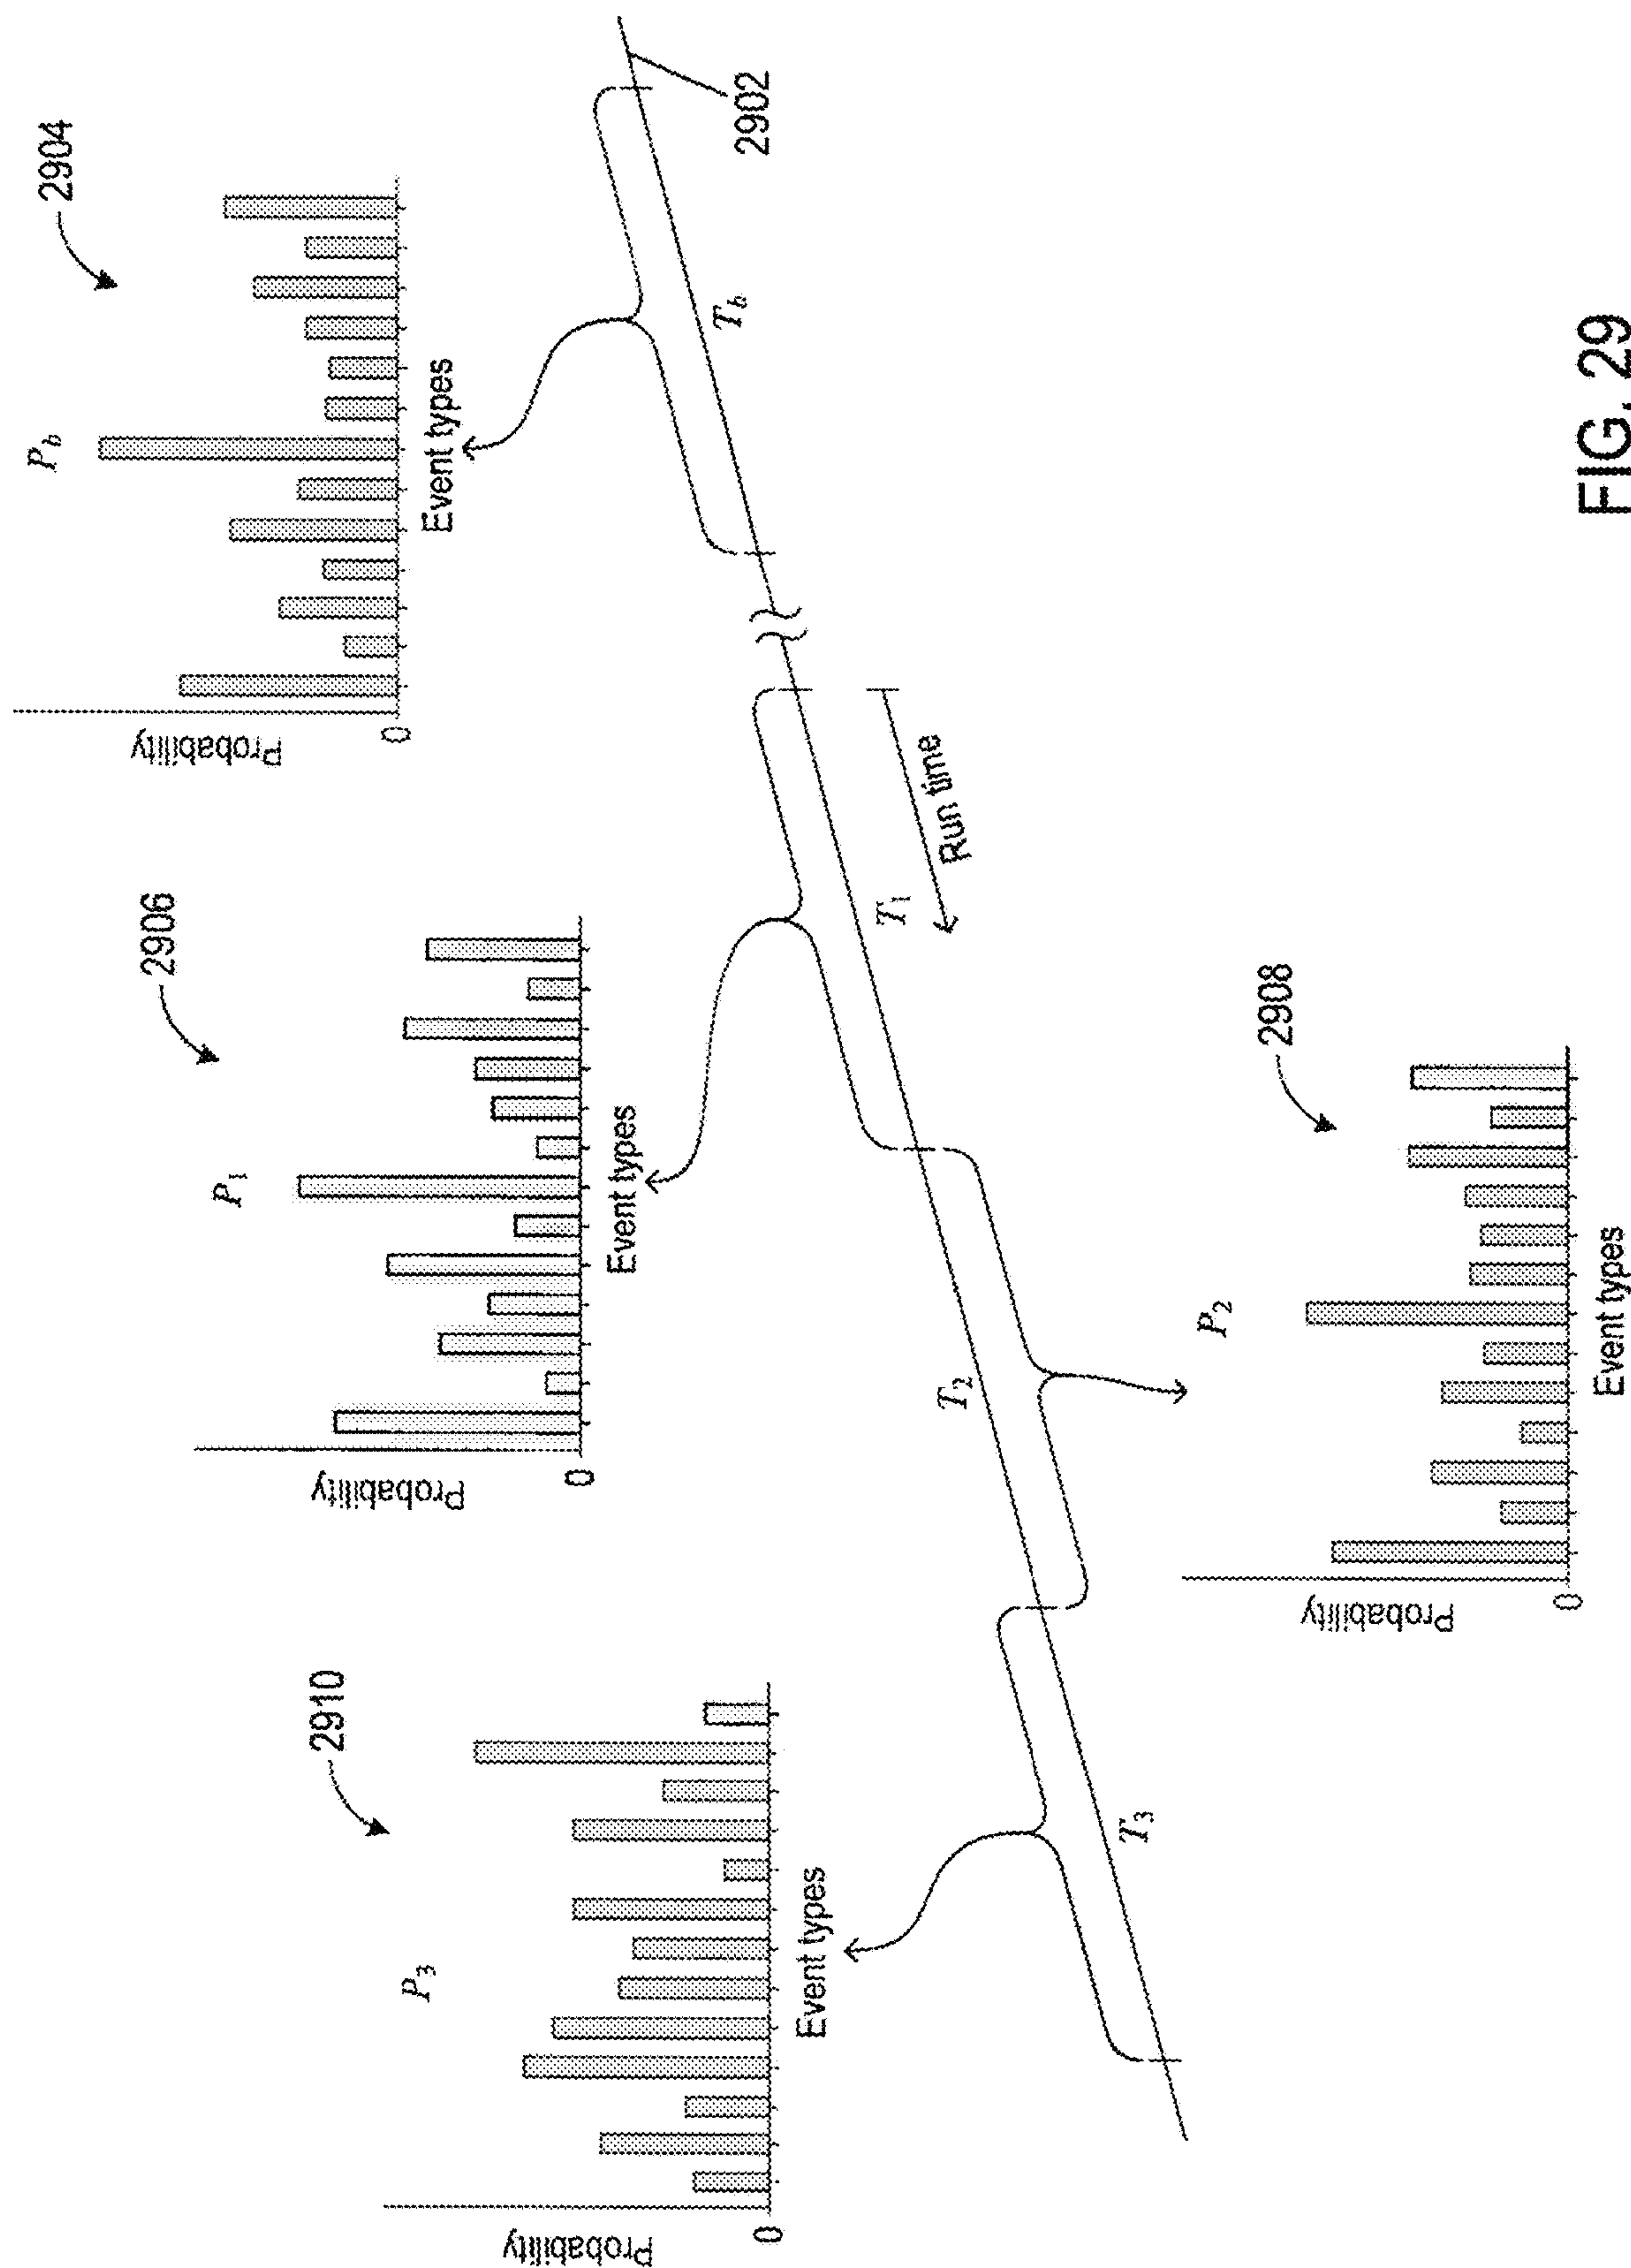 2904
P_b
Probability
0
Event types
2902
T_b
2906
P_1
Probability
0
Event types
T_1
Run time
2908
P_2
Probability
0
Event types
T_2
2910
P_3
Probability
0
Event types
T_3
FIG. 29